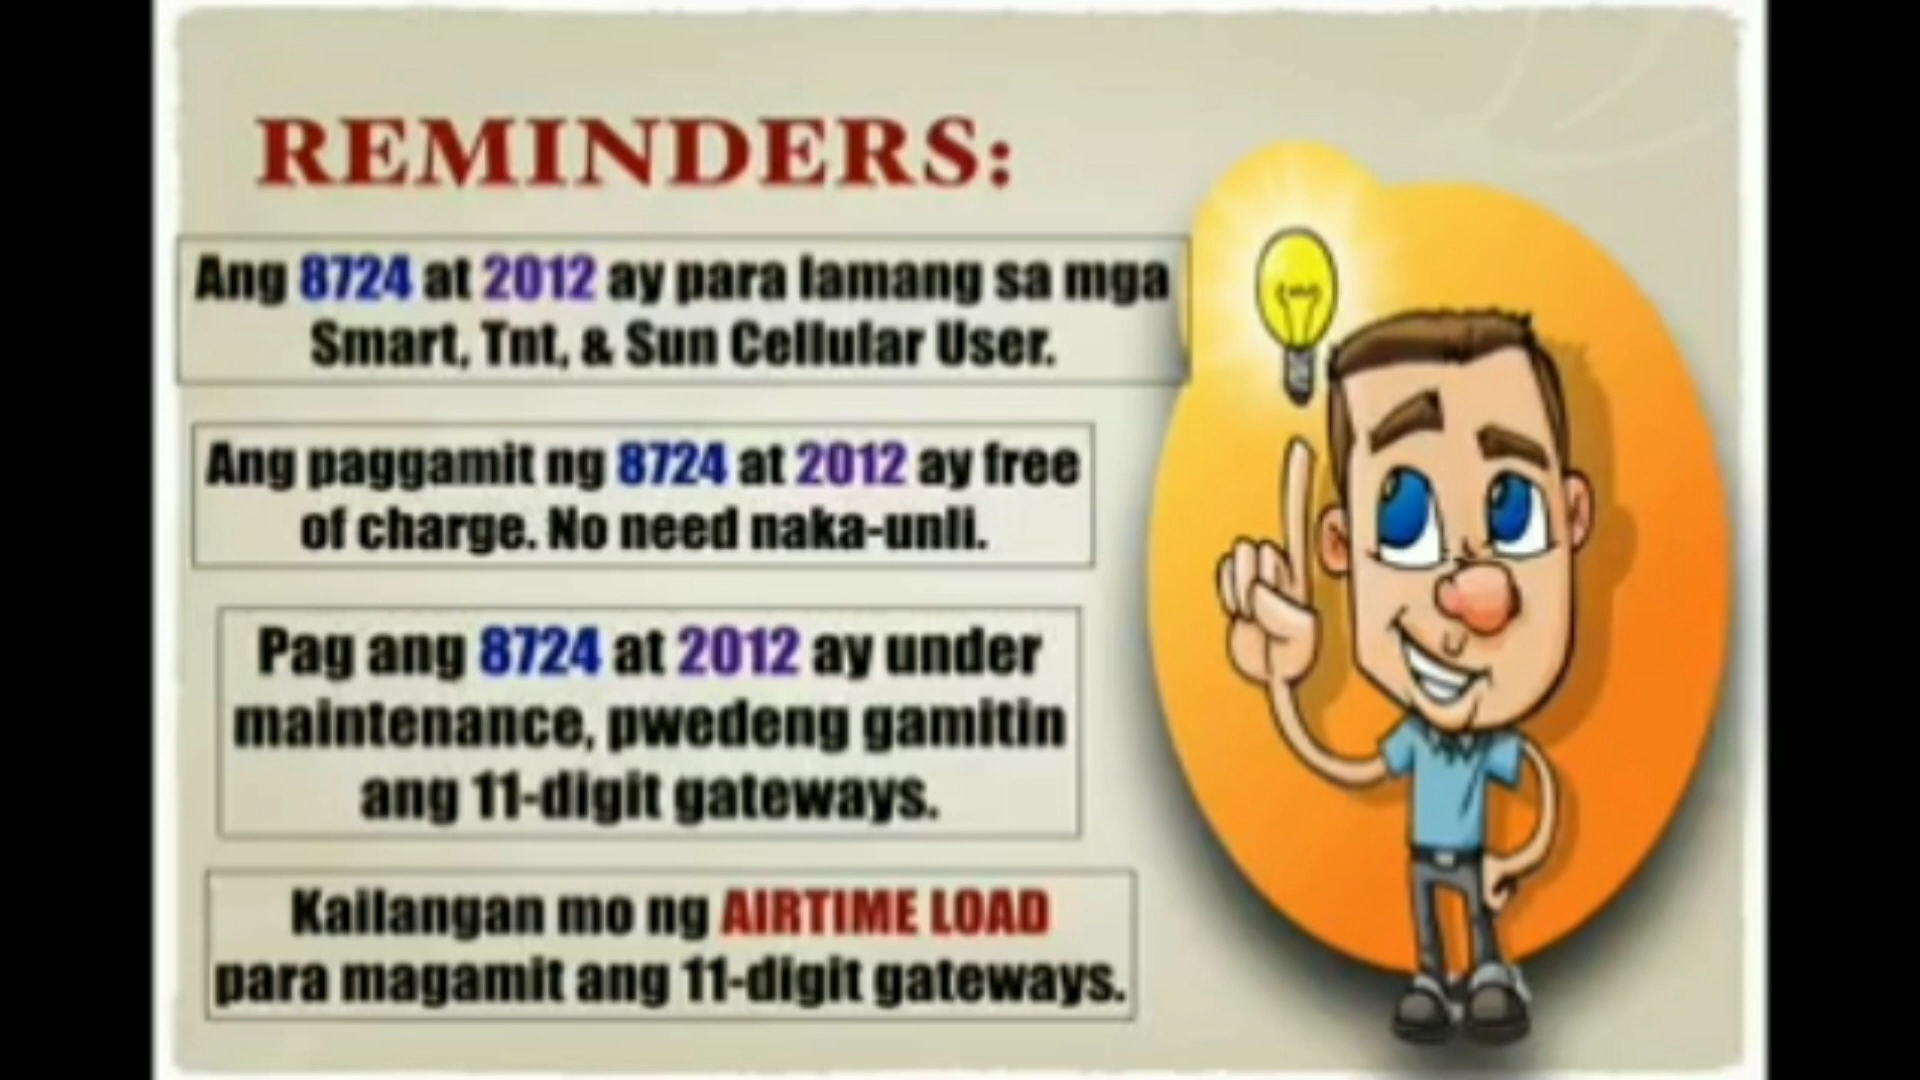 REMINDERS:
Ang 8724 at 2012 ay para lamang sa mga
Smart, Tnt, & Sun Cellular User.
Ang paggamit ng 8724 at 2012 ay free
of charge. No need naka-unli.
Pag ang 8724 at 2012 ay under
maintenance, pwedeng gamitin
ang 11-digit gateways.
Kailangan mo ng AIRTIME LOAD
para magamit ang 11-digit gateways.